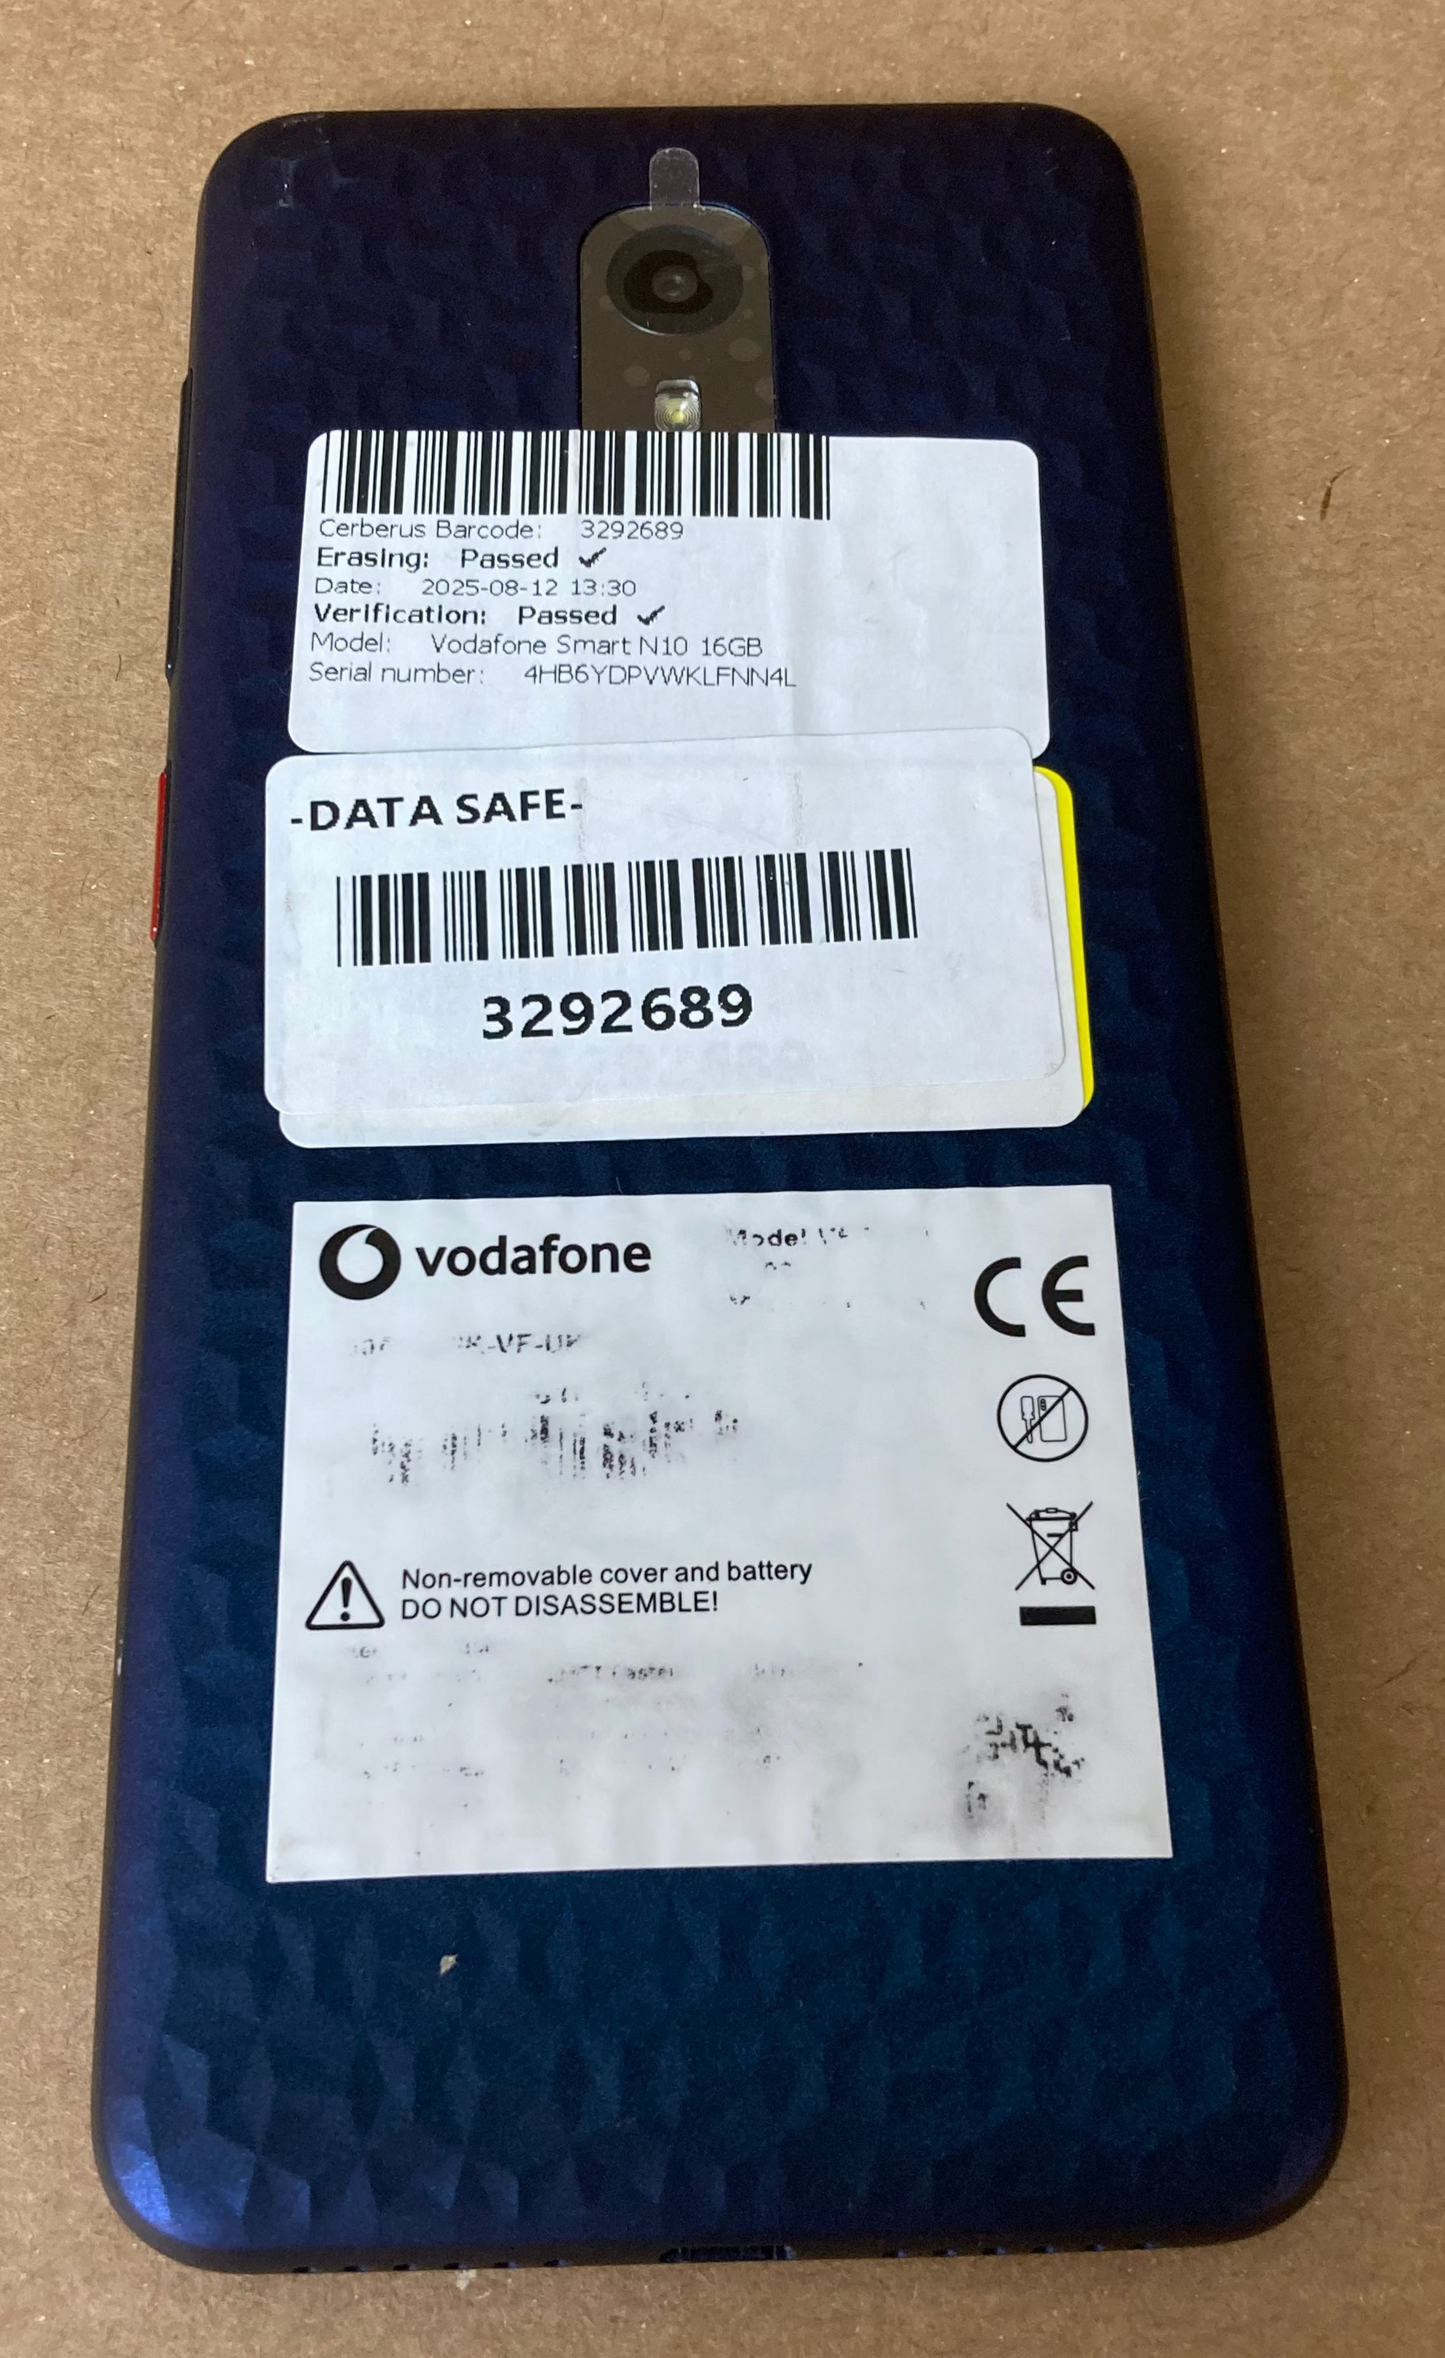 Cerberus Barcode: 3292689
Erasing: Passed ✓
Date: 2025-08-12 13:30
Verification: Passed ✓
Model: Vodafone Smart N10 16GB
Serial number: 4HB6YDPVWKLFNN4L
-DATA SAFE-
3292689
vodafone
Model
CE
Non-removable cover and battery
DO NOT DISASSEMBLE!